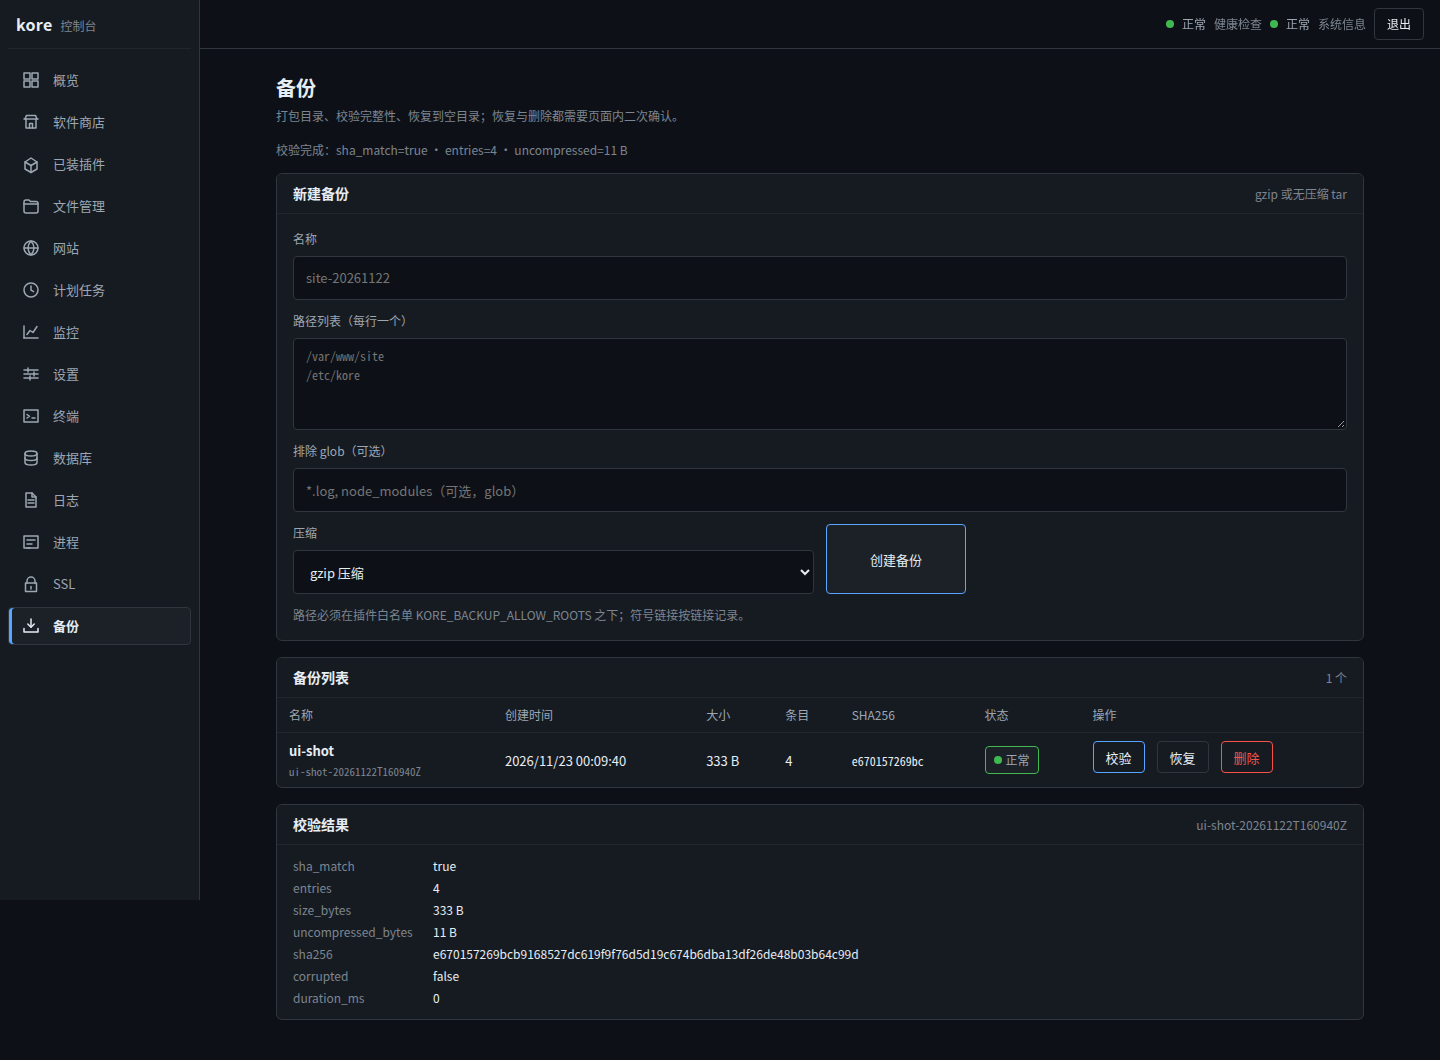 kore 控制台
正常 健康检查 正常 系统信息 退出
概览
软件商店
已装插件
文件管理
网站
计划任务
监控
设置
终端
数据库
日志
进程
SSL
备份
备份
打包目录、校验完整性、恢复到空目录；恢复与删除都需要页面内二次确认。
校验完成：sha_match=true · entries=4 · uncompressed=11 B
新建备份
gzip 或无压缩 tar
名称
site-20261122
路径列表（每行一个）
/var/www/site
/etc/kore
排除 glob（可选）
*.log, node_modules（可选，glob）
压缩
gzip 压缩
创建备份
路径必须在插件白名单 KORE_BACKUP_ALLOW_ROOTS 之下；符号链接按链接记录。
备份列表
1 个
名称 创建时间 大小 条目 SHA256 状态 操作
ui-shot
ui-shot-20261122T160940Z
2026/11/23 00:09:40 333 B 4 e670157269bc 正常 校验 恢复 删除
校验结果
ui-shot-20261122T160940Z
sha_match true
entries 4
size_bytes 333 B
uncompressed_bytes 11 B
sha256 e670157269bcb9168527dc619f9f76d5d19c674b6dba13df26de48b03b64c99d
corrupted false
duration_ms 0